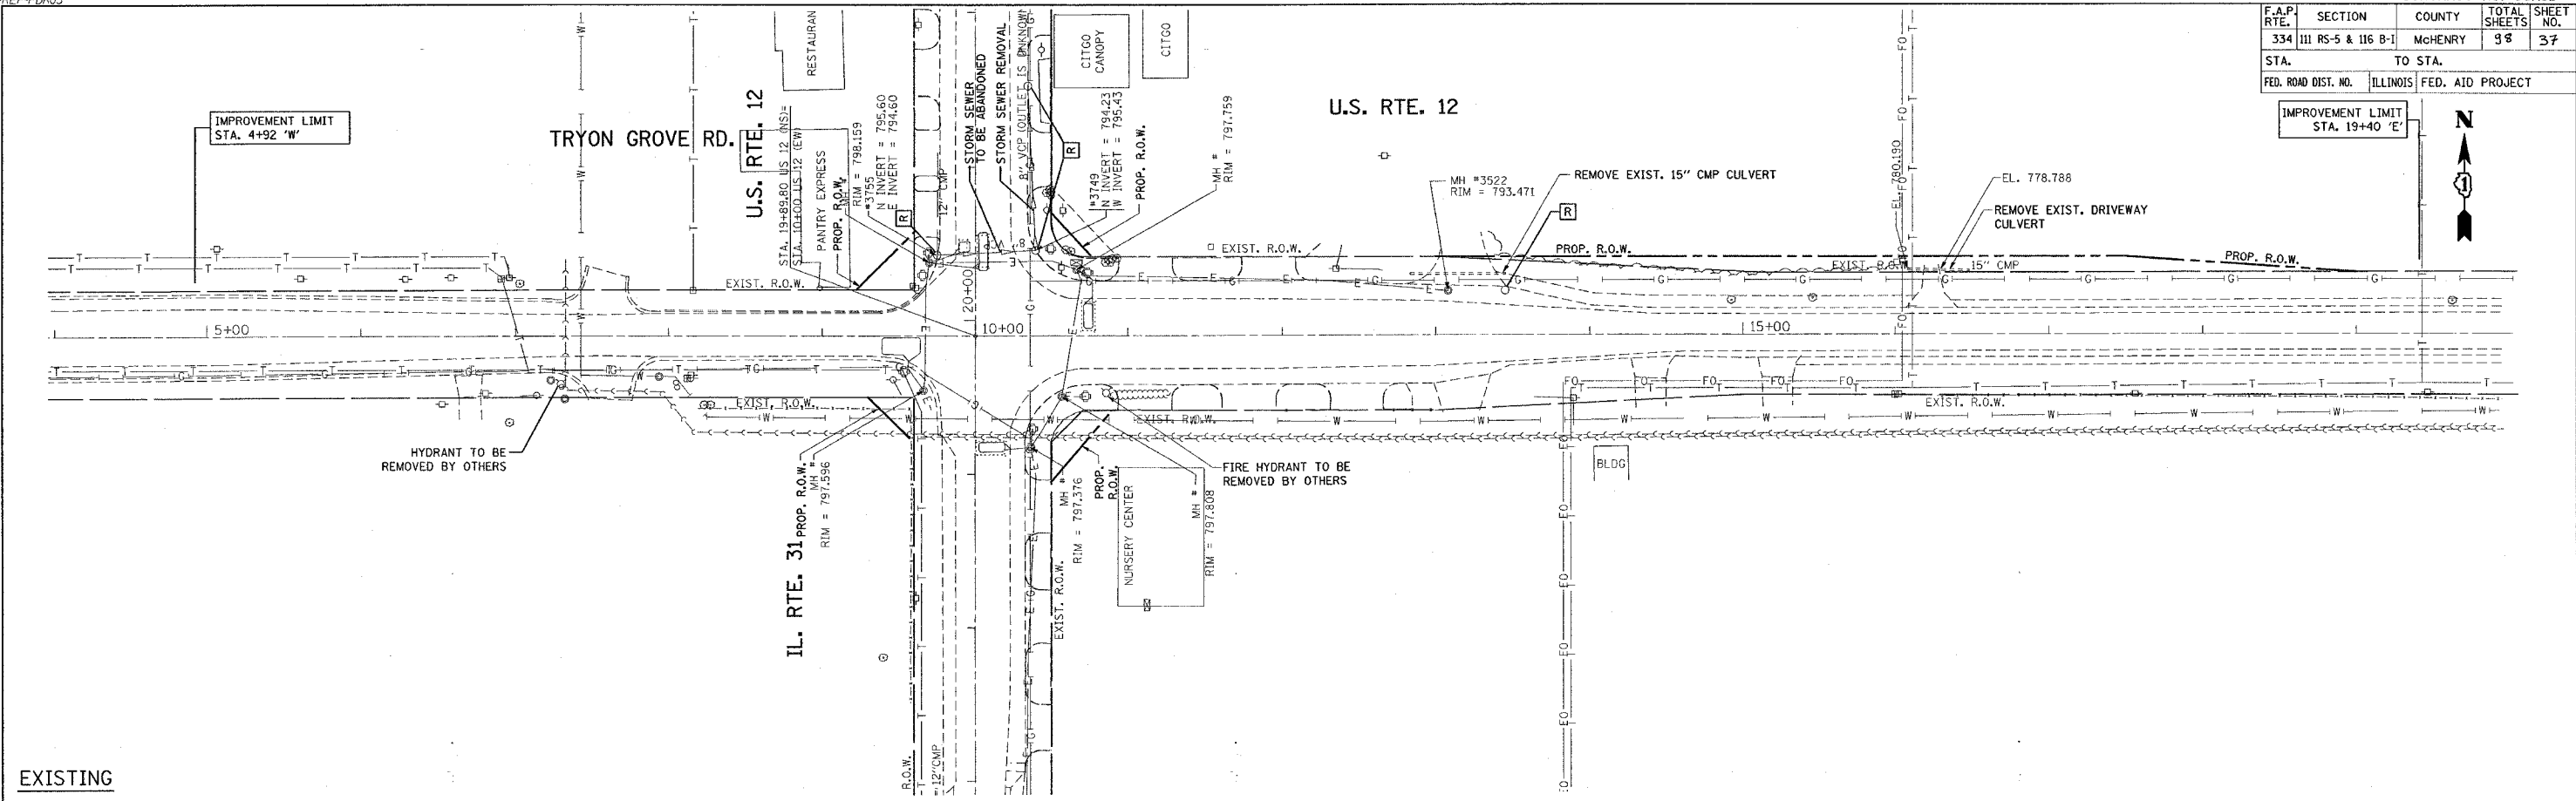 F.A.P. RTE. SECTION COUNTY TOTAL SHEETS SHEET NO.
334 111 RS-5 & 116 B-1 McHENRY 98 37
STA. TO STA.
FED. ROAD DIST. NO. ILLINOIS FED. AID PROJECT
IMPROVEMENT LIMIT
STA. 4+92 'W'
TRYON GROVE RD.
U.S. RTE. 12
STA. 19+89.80 US 12 (NS)=
STA. 10+00 US 12 (EW)
RESTAURAN
PANTRY EXPRESS
PROP. R.O.W.
MH
RIM = 798.159
#3755
N INVERT = 795.60
E INVERT = 794.60
R
12" CMP
STORM SEWER
TO BE ABANDONED
STORM SEWER REMOVAL
8" VCP (OUTLET IS UNKNOWN
CITGO
CANOPY
CITGO
R
#3749
N INVERT = 794.23
W INVERT = 795.43
PROP. R.O.W.
MH #
RIM = 797.759
U.S. RTE. 12
MH #3522
RIM = 793.471
REMOVE EXIST. 15" CMP CULVERT
R
EL. 780.190
EL. 778.788
REMOVE EXIST. DRIVEWAY
CULVERT
IMPROVEMENT LIMIT
STA. 19+40 'E'
N
EXIST. R.O.W.
EXIST. R.O.W.
PROP. R.O.W.
EXIST. R.O.W.
15" CMP
PROP. R.O.W.
5+00
20+00
10+00
15+00
EXIST. R.O.W.
EXIST. R.O.W.
EXIST. R.O.W.
HYDRANT TO BE
REMOVED BY OTHERS
IL. RTE. 31
PROP. R.O.W.
MH #
RIM = 797.596
MH #
RIM = 797.376
PROP.
R.O.W.
NURSERY CENTER
MH #
RIM = 797.808
FIRE HYDRANT TO BE
REMOVED BY OTHERS
BLDG
EXIST. R.O.W.
R.O.W.
12" CMP
EXISTING